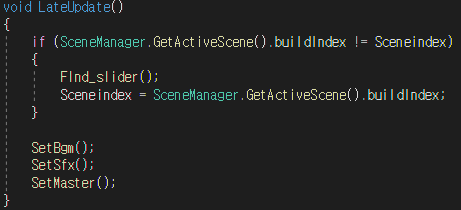 void LateUpdate()
{
if (SceneManager.GetActiveScene().buildIndex != Sceneindex)
{
FInd_slider();
Sceneindex = SceneManager.GetActiveScene().buildIndex;
}
SetBgm();
SetSfx();
SetMaster();
}